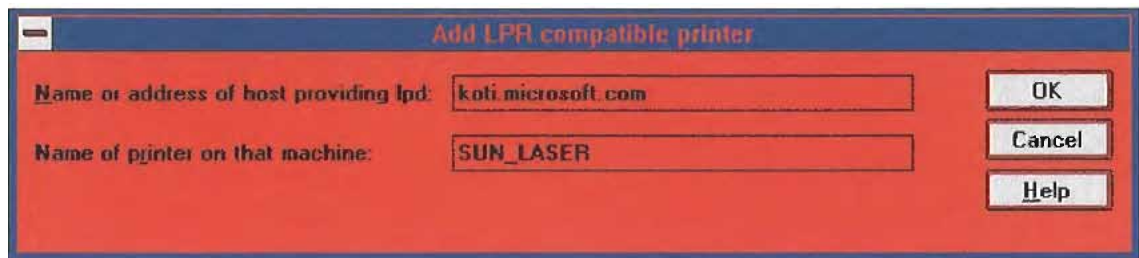 Add LPR compatible printer
Name or address of host providing lpd: koti.microsoft.com
OK
Name of printer on that machine: SUN_LASER
Cancel
Help